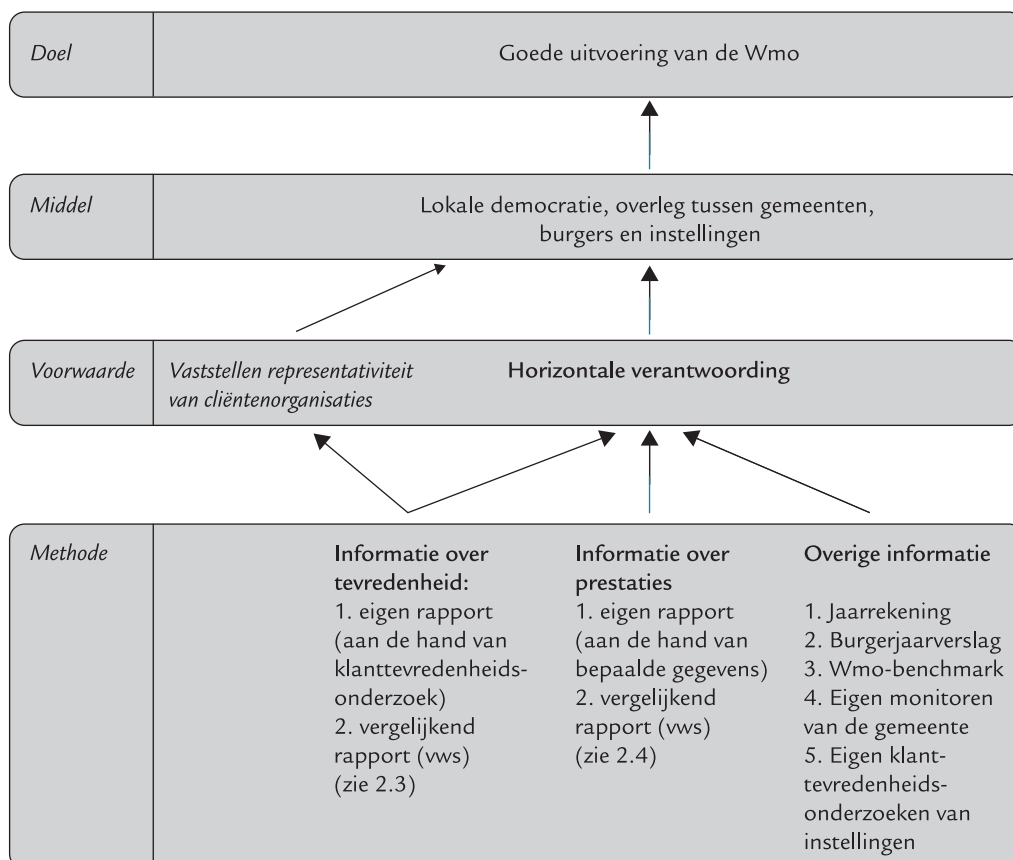 Doel
Goede uitvoering van de Wmo
Middel
Lokale democratie, overleg tussen gemeenten,
burgers en instellingen
Voorwaarde
Vaststellen representativiteit
van cliëntenorganisaties
Horizontale verantwoording
Methode
Informatie over
tevredenheid:
1. eigen rapport
(aan de hand van
klanttevredenheids-
onderzoek)
2. vergelijkend
rapport (vws)
(zie 2.3)
Informatie over
prestaties
1. eigen rapport
(aan de hand van
bepaalde gegevens)
2. vergelijkend
rapport (vws)
(zie 2.4)
Overige informatie
1. Jaarrekening
2. Burgerjaarverslag
3. Wmo-benchmark
4. Eigen monitoren
van de gemeente
5. Eigen klant-
tevredenheids-
onderzoeken van
instellingen